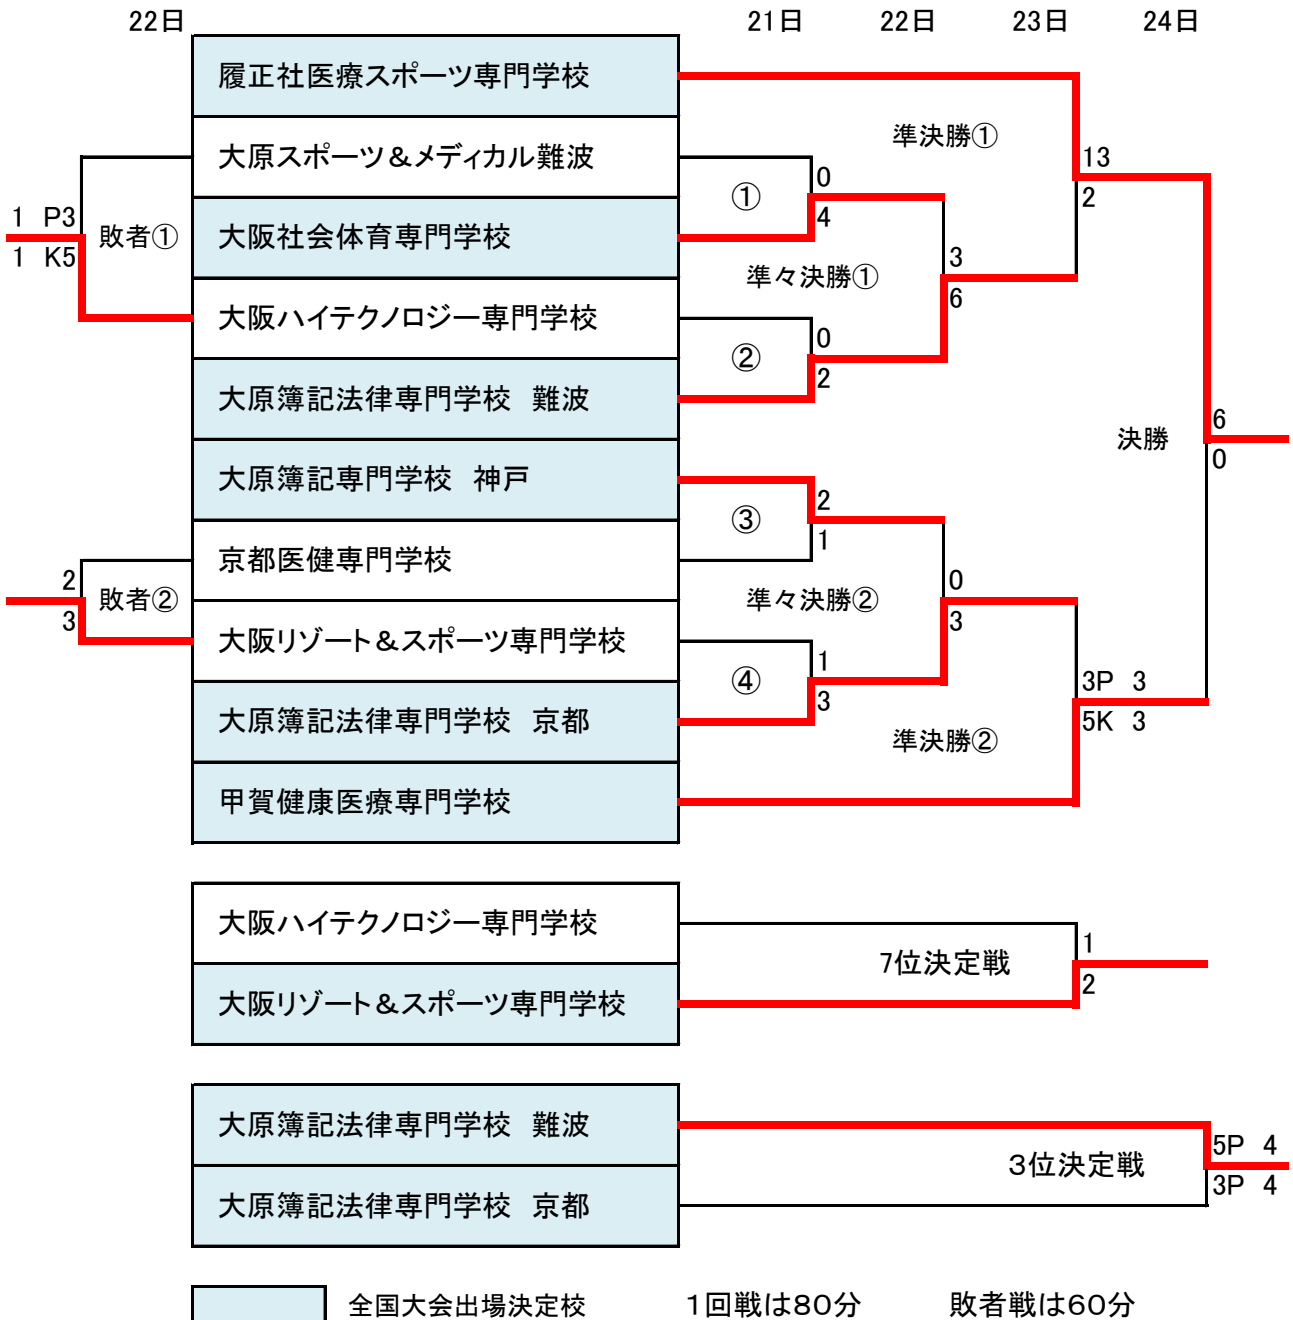 22日 21日 22日 23日 24日
履正社医療スポーツ専門学校
準決勝①
大原スポーツ&メディカル難波
13
2
0
①
4
1 P3
1 K5
敗者①
大阪社会体育専門学校
準々決勝①
3
6
大阪ハイテクノロジー専門学校
0
②
2
大原簿記法律専門学校 難波
6
決勝
0
大原簿記専門学校 神戸
2
③
1
京都医健専門学校
2
敗者②
3
準々決勝②
0
3
大阪リゾート&スポーツ専門学校
1
④
3
3P 3
5K 3
大原簿記法律専門学校 京都
準決勝②
甲賀健康医療専門学校
大阪ハイテクノロジー専門学校
1
7位決定戦
2
大阪リゾート&スポーツ専門学校
大原簿記法律専門学校 難波
5P 4
3位決定戦
3P 4
大原簿記法律専門学校 京都
全国大会出場決定校 1回戦は80分 敗者戦は60分